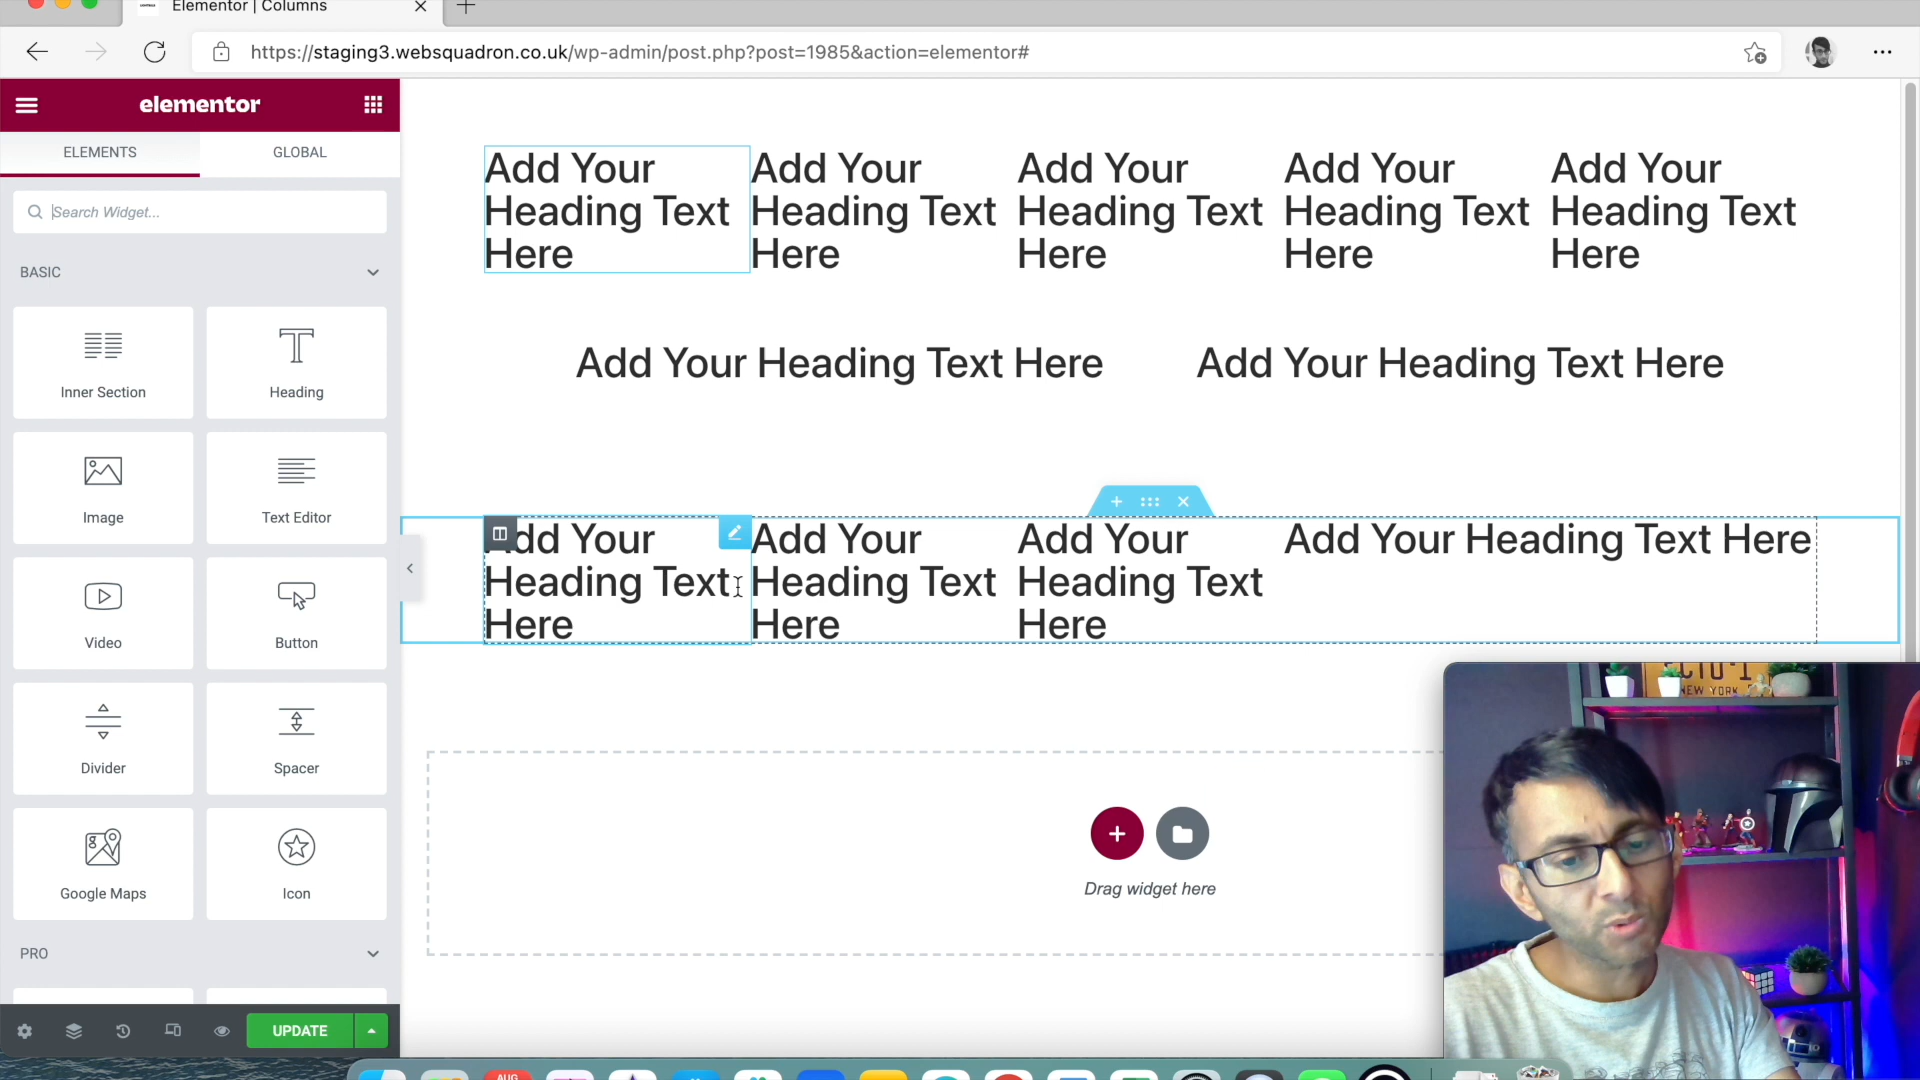 Elementor | Columns
https://staging3.websquadron.co.uk/wp-admin/post.php?post=1985&action=elementor#
elementor
ELEMENTS
GLOBAL
Search Widget...
BASIC
Inner Section
Heading
Image
Text Editor
Video
Button
Divider
Spacer
Google Maps
Icon
PRO
UPDATE
Add Your
Heading Text
Here
Add Your
Heading Text
Here
Add Your
Heading Text
Here
Add Your
Heading Text
Here
Add Your
Heading Text
Here
Add Your Heading Text Here
Add Your Heading Text Here
Add Your
Heading Text
Here
Add Your
Heading Text
Here
Add Your
Heading Text
Here
Add Your Heading Text Here
Drag widget here
NEW YORK
AUG